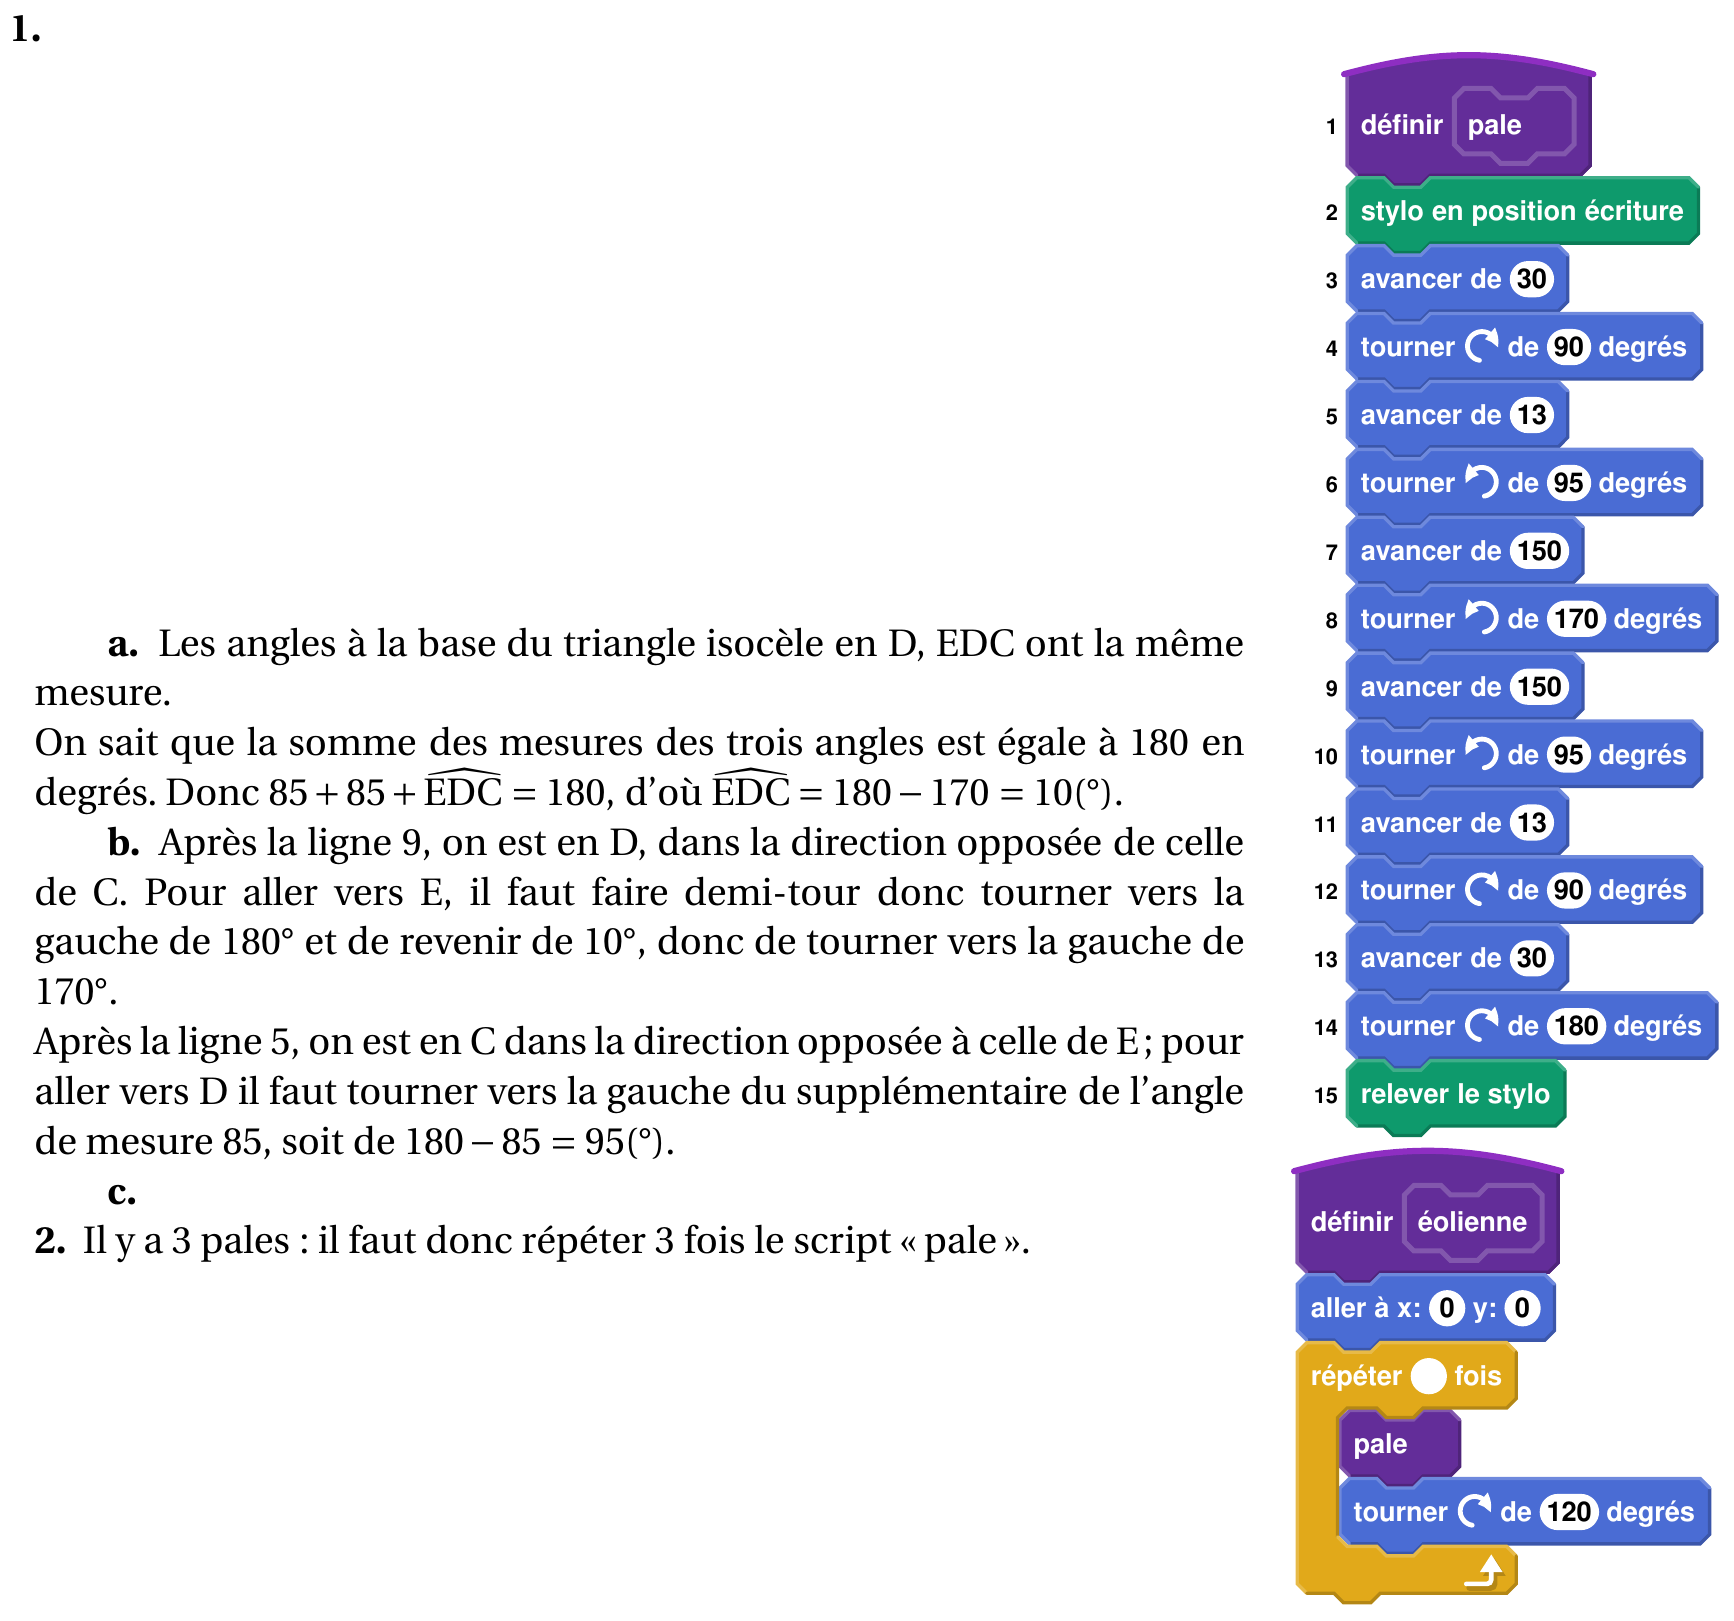 1.
a. Les angles à la base du triangle isocèle en D, EDC ont la même
mesure.
On sait que la somme des mesures des trois angles est égale à 180 en
degrés. Donc 85 + 85 + EDC = 180, d'où EDC = 180 − 170 = 10(°).
b. Après la ligne 9, on est en D, dans la direction opposée de celle
de C. Pour aller vers E, il faut faire demi-tour donc tourner vers la
gauche de 180° et de revenir de 10°, donc de tourner vers la gauche de
170°.
Après la ligne 5, on est en C dans la direction opposée à celle de E ; pour
aller vers D il faut tourner vers la gauche du supplémentaire de l'angle
de mesure 85, soit de 180 − 85 = 95(°).
c.
2. Il y a 3 pales : il faut donc répéter 3 fois le script « pale ».
1 définir pale
2 stylo en position écriture
3 avancer de 30
4 tourner de 90 degrés
5 avancer de 13
6 tourner de 95 degrés
7 avancer de 150
8 tourner de 170 degrés
9 avancer de 150
10 tourner de 95 degrés
11 avancer de 13
12 tourner de 90 degrés
13 avancer de 30
14 tourner de 180 degrés
15 relever le stylo
définir éolienne
aller à x: 0 y: 0
répéter fois
pale
tourner de 120 degrés